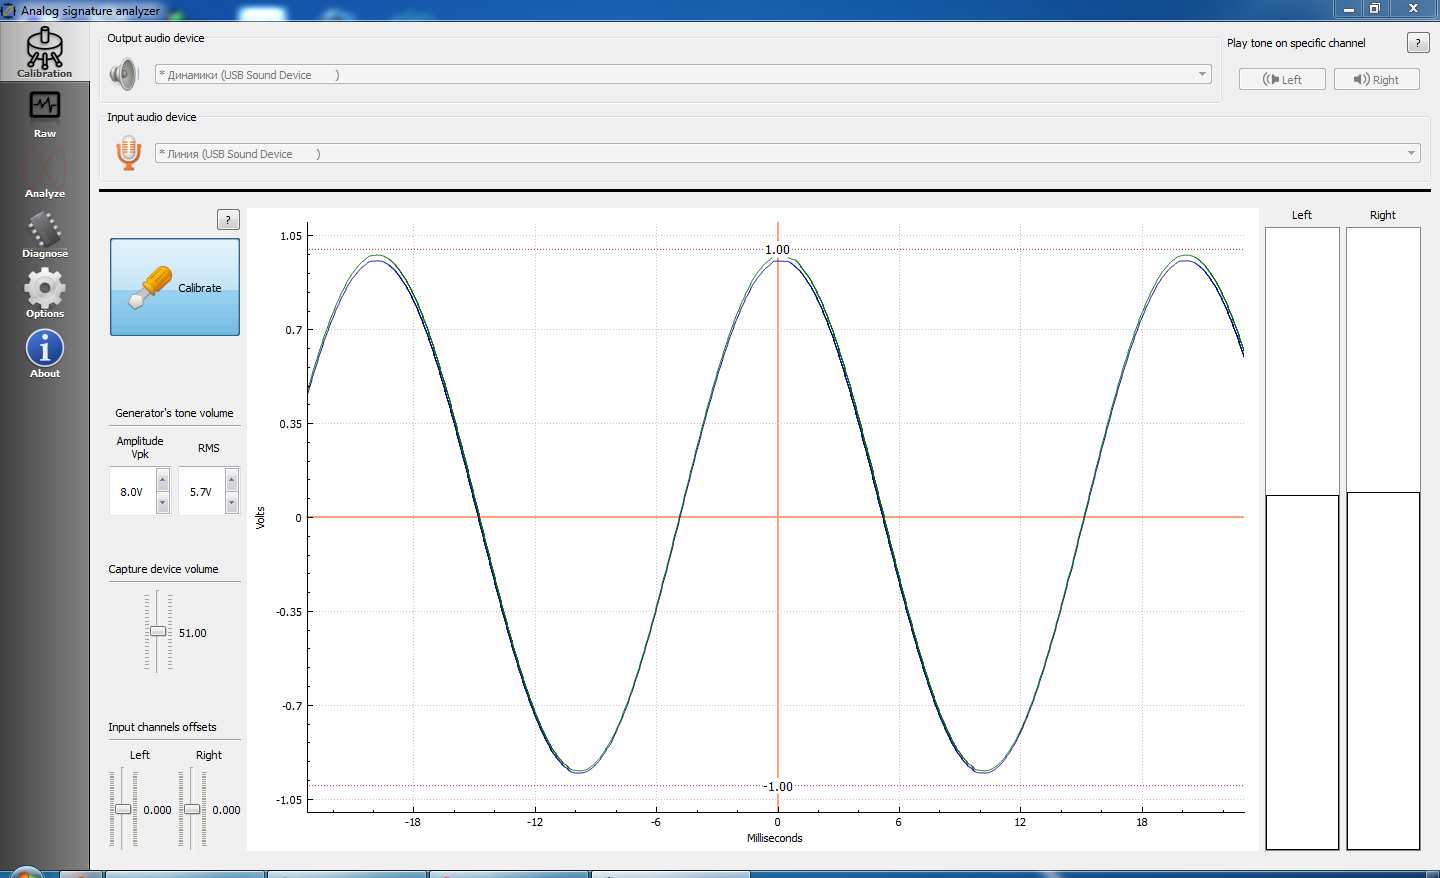 Analog signature analyzer
Calibration
Raw
Analyze
Diagnose
Options
About
Output audio device
* Динамики (USB Sound Device )
Play tone on specific channel
?
Left
Right
Input audio device
* Линия (USB Sound Device )
?
Calibrate
Generator's tone volume
Amplitude
Vpk
RMS
8.0V
5.7V
Capture device volume
51.00
Input channels offsets
Left
Right
0.000
0.000
Volts
1.05
0.7
0.35
0
-0.35
-0.7
-1.05
1.00
-1.00
-18
-12
-6
0
6
12
18
Milliseconds
Left
Right